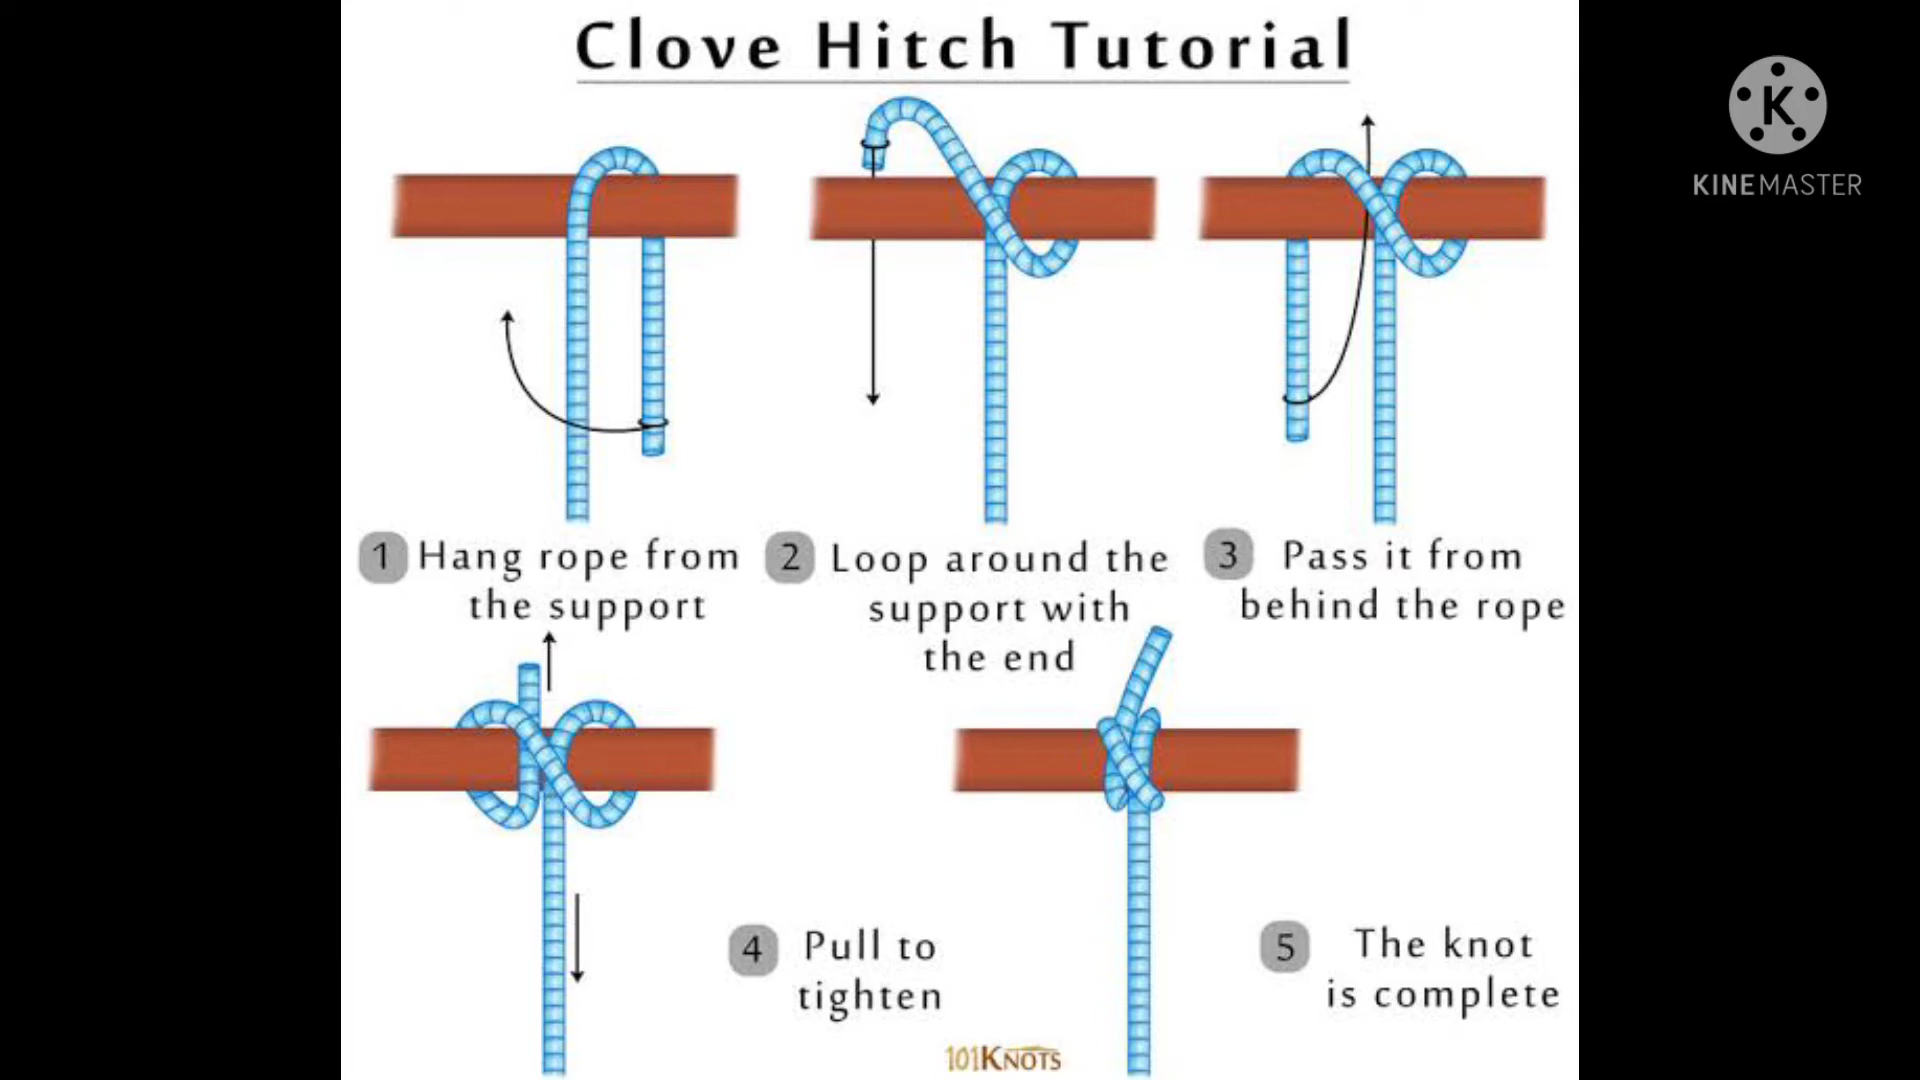 Clove Hitch Tutorial
K
KINEMASTER
1 Hang rope from
the support
2 Loop around the
support with
the end
3 Pass it from
behind the rope
4 Pull to
tighten
5 The knot
is complete
101KNOTS